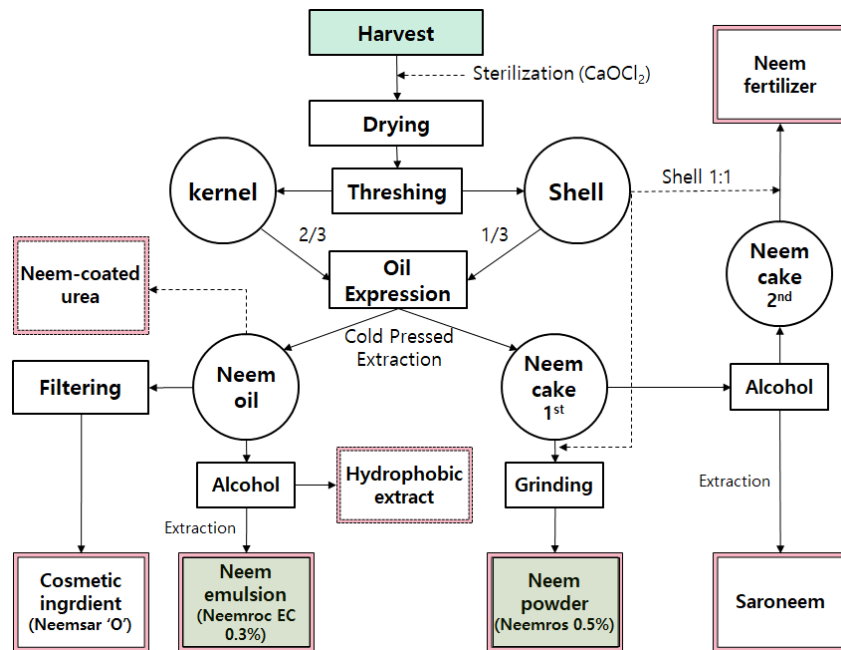 Harvest
Sterilization (CaOCl₂)
Neem
fertilizer
Drying
kernel
Threshing
Shell
Shell 1:1
2/3
1/3
Neem-coated
urea
Oil
Expression
Neem
cake
2ⁿᵈ
Cold Pressed
Extraction
Filtering
Neem
oil
Neem
cake
1ˢᵗ
Alcohol
Alcohol
Hydrophobic
extract
Grinding
Extraction
Extraction
Cosmetic
ingrdient
(Neemsar ‘O’)
Neem
emulsion
(Neemroc EC
0.3%)
Neem
powder
(Neemros 0.5%)
Saroneem